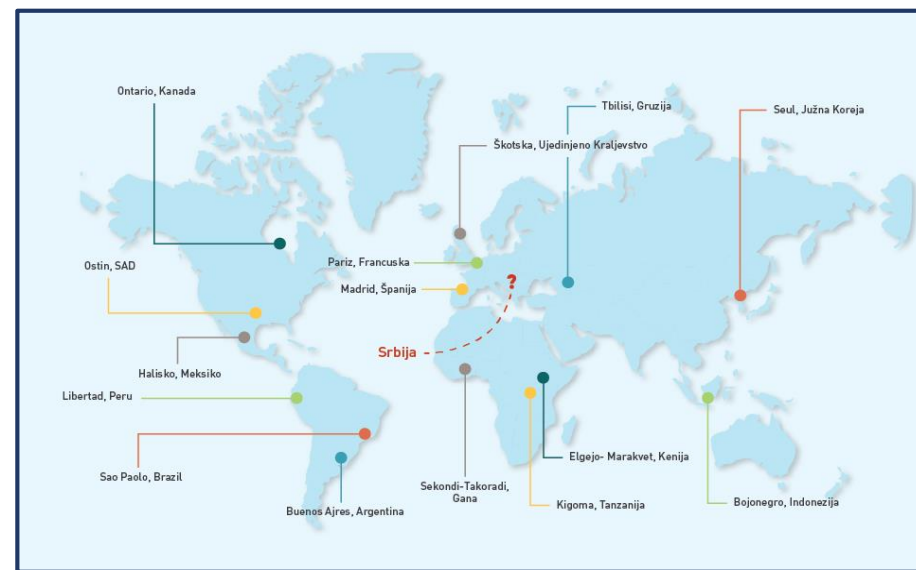 Ontario, Kanada
Tbilisi, Gruzija
Seul, Južna Koreja
Škotska, Ujedinjeno Kraljevstvo
Ostin, SAD
Pariz, Francuska
Madrid, Španija
?
Srbija
Halisko, Meksiko
Libertad, Peru
Sao Paolo, Brazil
Buenos Ajres, Argentina
Sekondi-Takoradi,
Gana
Elgejo- Marakvet, Kenija
Kigoma, Tanzanija
Bojonegro, Indonezija